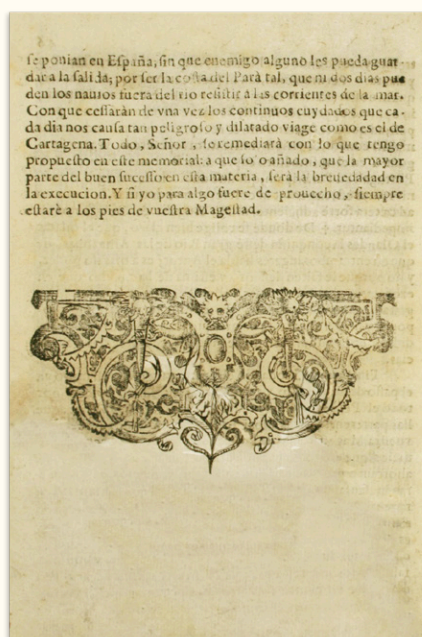 se ponian en España, sin que enemigo alguno les pueda guar
dar a la salida; por ser la costa del Parà tal, que ni dos dias pue
den los nauios fuera del rio resistir a las corrientes de la mar.
Con que cessaràn de vna vez los continuos cuydados que ca-
da dia nos causa tan peligroso y dilatado viage como es el de
Cartagena. Todo, Señor, se remediarà con lo que tengo
propuesto en este memorial: a que solo añado, que la mayor
parte del buen sucesso en esta materia, serà la breuedad en
la execucion. Y si yo para algo fuere de prouecho, siempre
estarè a los pies de vuestra Magestad.